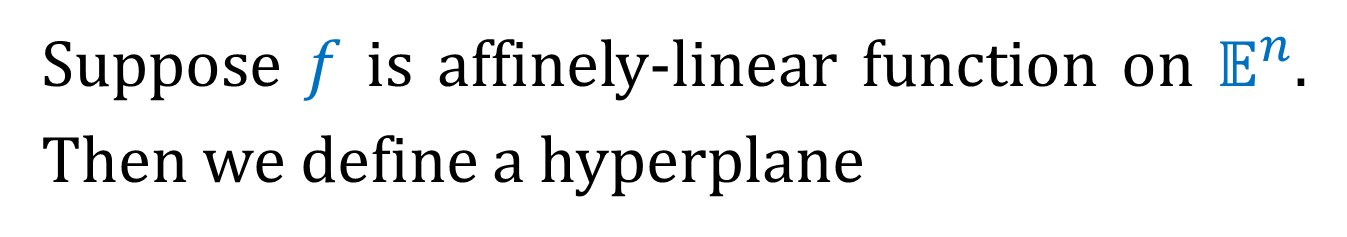 Suppose 𝑓 is affinely-linear function on 𝔼ⁿ.
Then we define a hyperplane